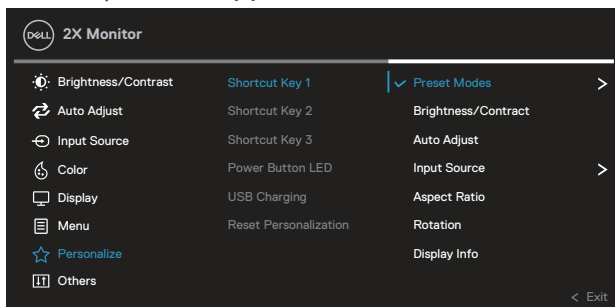 DELL 2X Monitor
Brightness/Contrast
Auto Adjust
Input Source
Color
Display
Menu
Personalize
Others
Shortcut Key 1
Shortcut Key 2
Shortcut Key 3
Power Button LED
USB Charging
Reset Personalization
Preset Modes
Brightness/Contract
Auto Adjust
Input Source
Aspect Ratio
Rotation
Display Info
< Exit